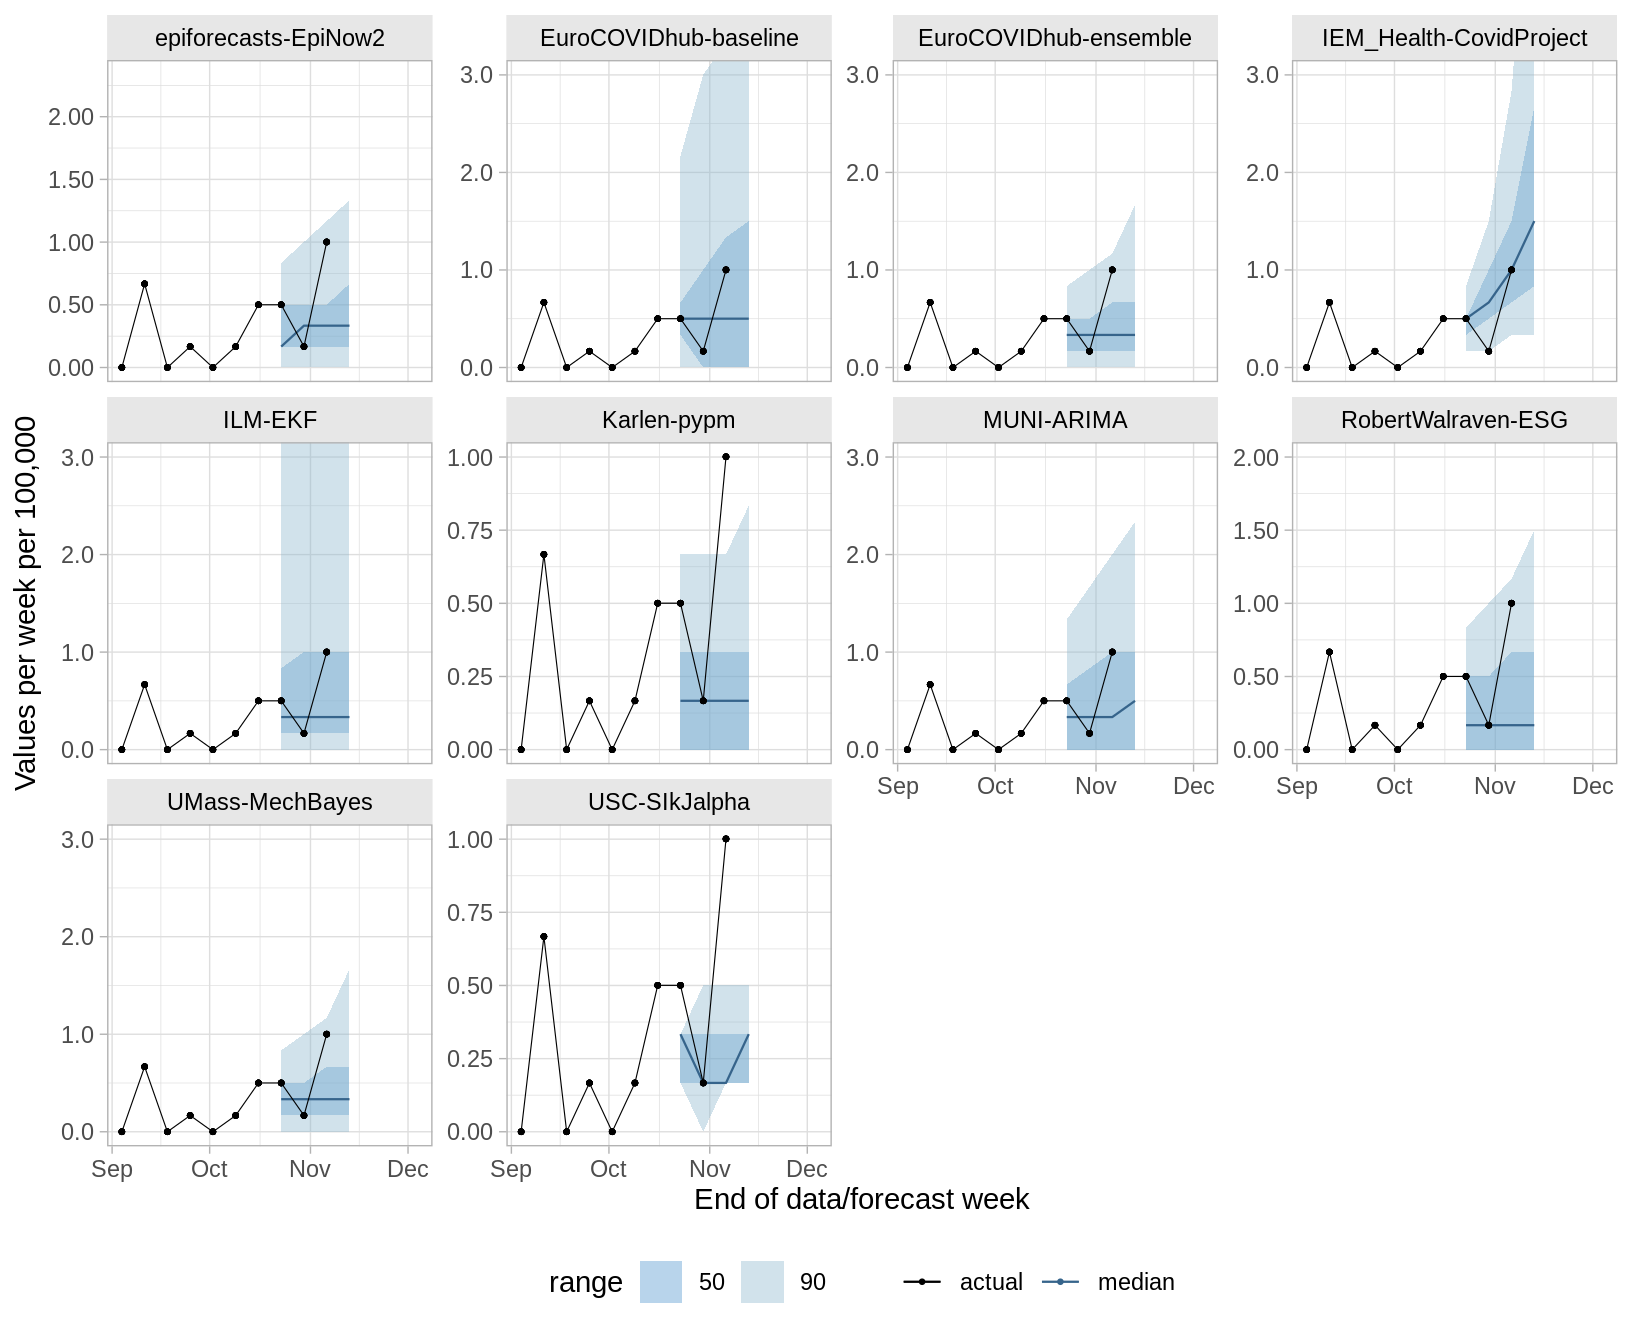 epiforecasts-EpiNow2
EuroCOVIDhub-baseline
EuroCOVIDhub-ensemble
IEM_Health-CovidProject
2.00
1.50
1.00
0.50
0.00
3.0
2.0
1.0
0.0
3.0
2.0
1.0
0.0
3.0
2.0
1.0
0.0
Values per week per 100,000
ILM-EKF
Karlen-pypm
MUNI-ARIMA
RobertWalraven-ESG
3.0
2.0
1.0
0.0
1.00
0.75
0.50
0.25
0.00
3.0
2.0
1.0
0.0
2.00
1.50
1.00
0.50
0.00
Sep Oct Nov Dec
Sep Oct Nov Dec
UMass-MechBayes
USC-SIkJalpha
3.0
2.0
1.0
0.0
1.00
0.75
0.50
0.25
0.00
Sep Oct Nov Dec
Sep Oct Nov Dec
End of data/forecast week
range 50 90 actual median